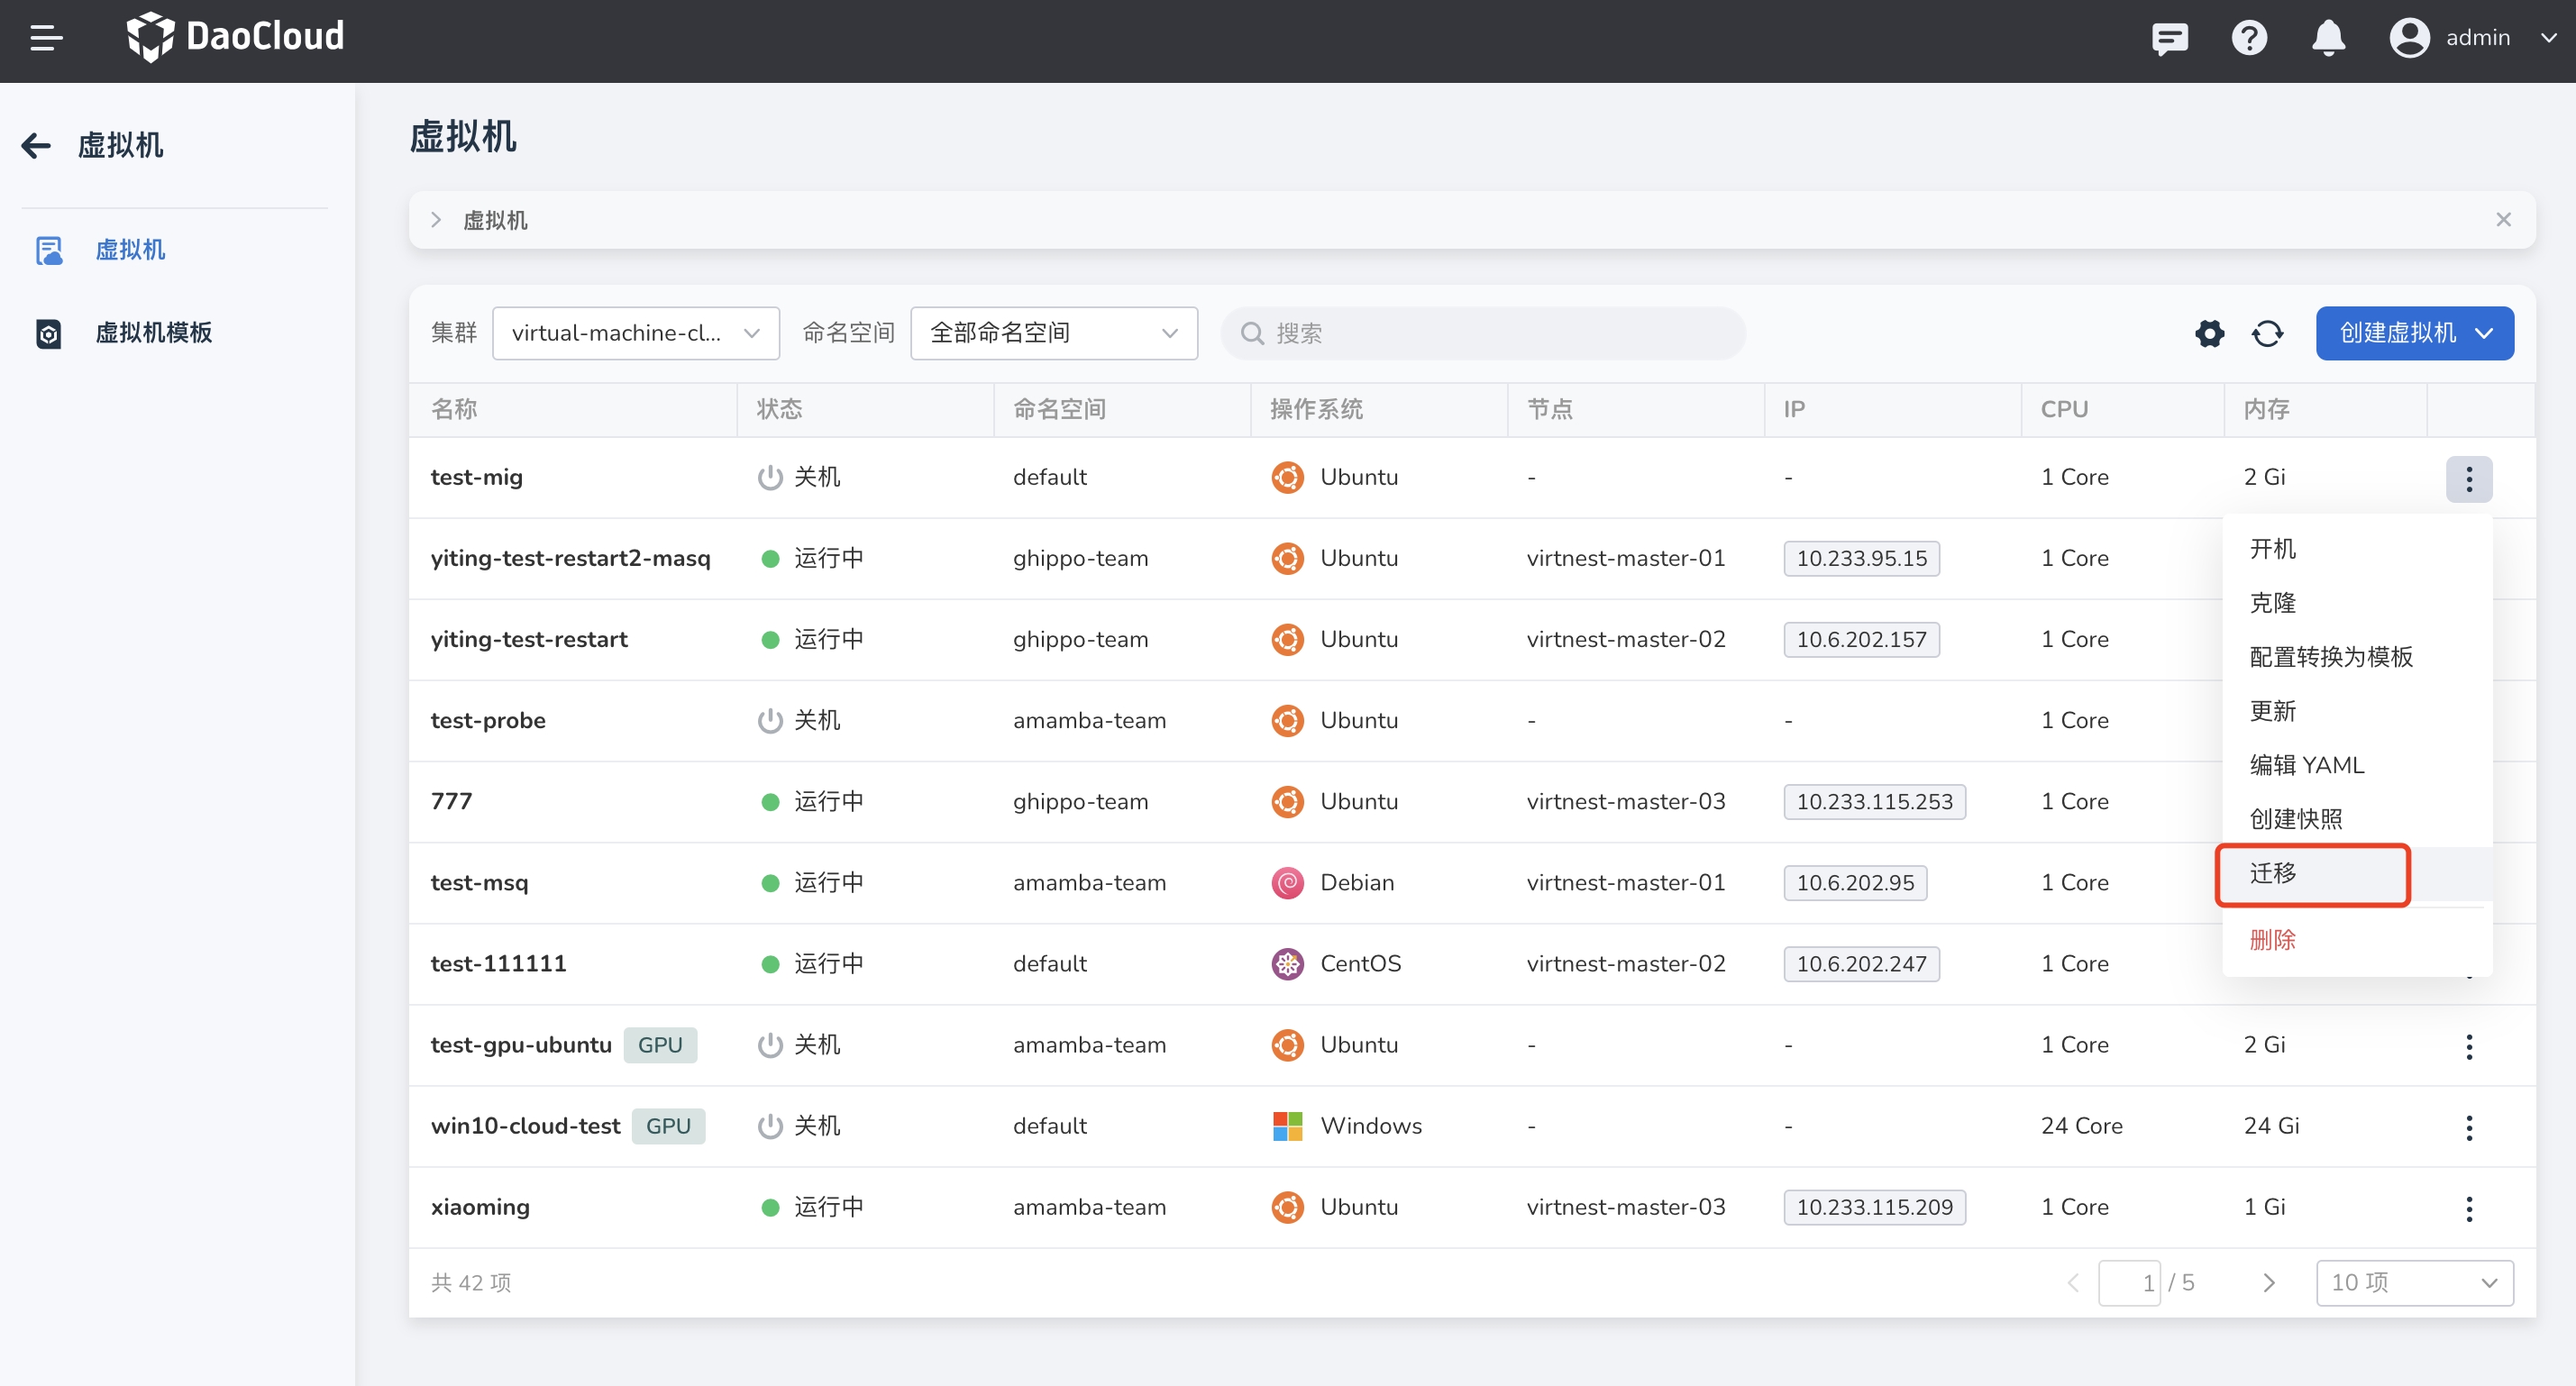 DaoCloud
admin
虚拟机
虚拟机
虚拟机模板
虚拟机
虚拟机
集群 virtual-machine-cl... 命名空间 全部命名空间 搜索 创建虚拟机
名称 状态 命名空间 操作系统 节点 IP CPU 内存
test-mig 关机 default Ubuntu - - 1 Core 2 Gi
yiting-test-restart2-masq 运行中 ghippo-team Ubuntu virtnest-master-01 10.233.95.15 1 Core
yiting-test-restart 运行中 ghippo-team Ubuntu virtnest-master-02 10.6.202.157 1 Core
test-probe 关机 amamba-team Ubuntu - - 1 Core
777 运行中 ghippo-team Ubuntu virtnest-master-03 10.233.115.253 1 Core
test-msq 运行中 amamba-team Debian virtnest-master-01 10.6.202.95 1 Core
test-111111 运行中 default CentOS virtnest-master-02 10.6.202.247 1 Core
test-gpu-ubuntu GPU 关机 amamba-team Ubuntu - - 1 Core 2 Gi
win10-cloud-test GPU 关机 default Windows - - 24 Core 24 Gi
xiaoming 运行中 amamba-team Ubuntu virtnest-master-03 10.233.115.209 1 Core 1 Gi
开机
克隆
配置转换为模板
更新
编辑 YAML
创建快照
迁移
删除
共 42 项 1 / 5 10 项